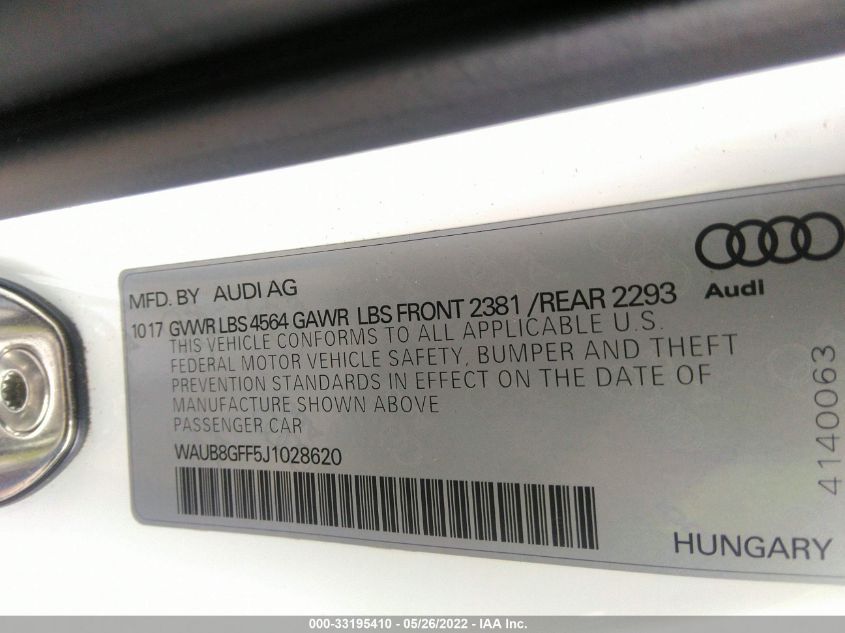 Audi
MFD. BY AUDI AG
1017 GVWR LBS 4564 GAWR LBS FRONT 2381 /REAR 2293
THIS VEHICLE CONFORMS TO ALL APPLICABLE U.S.
FEDERAL MOTOR VEHICLE SAFETY, BUMPER AND THEFT
PREVENTION STANDARDS IN EFFECT ON THE DATE OF
MANUFACTURE SHOWN ABOVE
PASSENGER CAR
WAUB8GFF5J1028620
4140063
HUNGARY
000-33195410 - 05/26/2022 - IAA Inc.